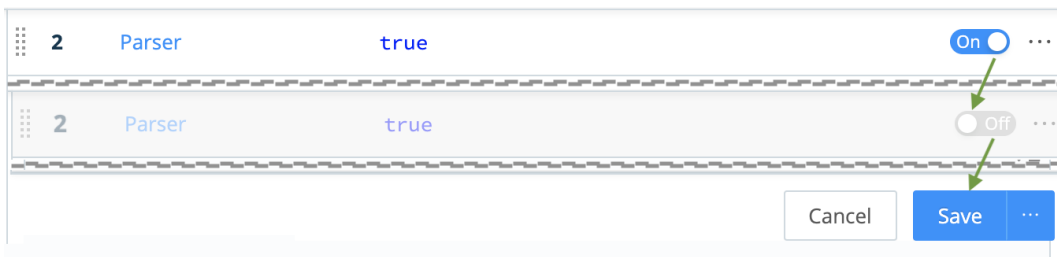 2 Parser true On ...
2 Parser true Off ...
Cancel Save ...